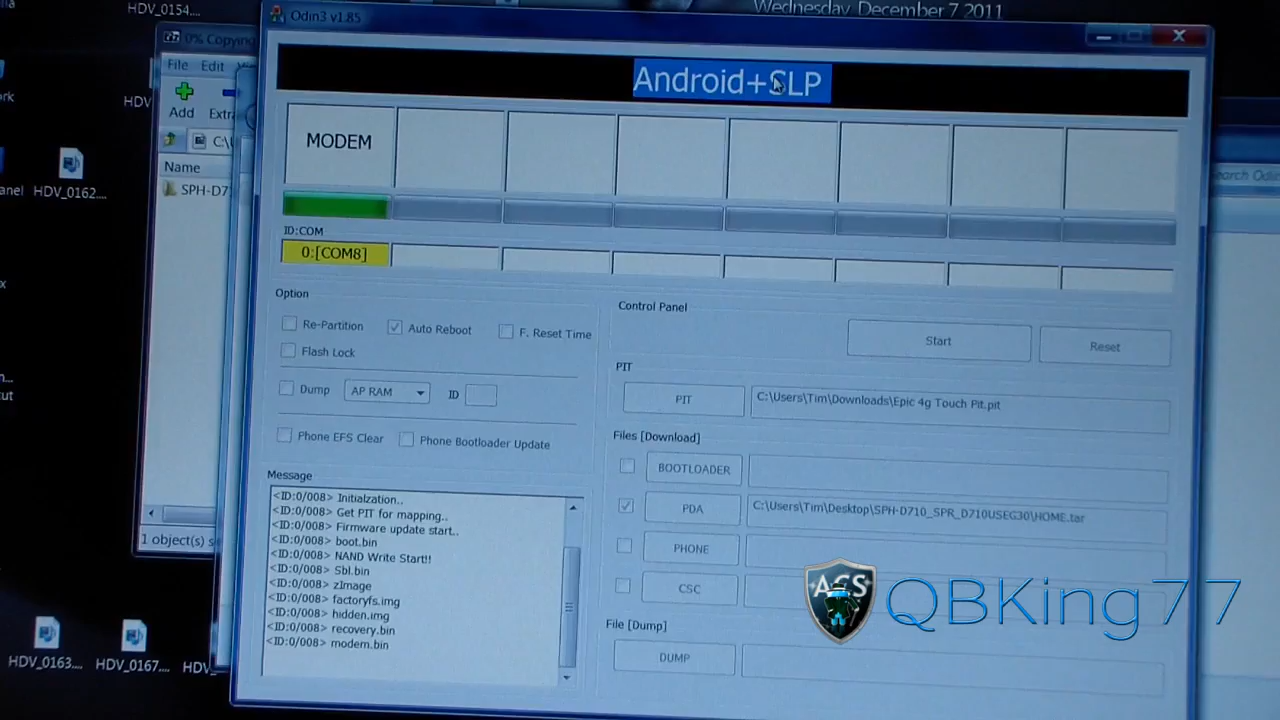 HDV_0154....
Wednesday, December 7 2011
Odin3 v1.85
0% Copying
File Edit
Android+SLP
HDV
Add Extra
MODEM
C:\
Name
HDV_0162....
SPH-D7
ID:COM
0:[COM8]
Option
Control Panel
Re-Partition Auto Reboot F. Reset Time
Start Reset
Flash Lock
PIT
Dump AP RAM ID
PIT C:\Users\Tim\Downloads\Epic 4g Touch Pit.pit
Files [Download]
Phone EFS Clear Phone Bootloader Update
BOOTLOADER
Message
PDA C:\Users\Tim\Desktop\SPH-D710_SPR_D710USEG30\HOME.tar
<ID:0/008> Initialzation..
<ID:0/008> Get PIT for mapping..
<ID:0/008> Firmware update start..
<ID:0/008> boot.bin
<ID:0/008> NAND Write Start!!
<ID:0/008> Sbl.bin
<ID:0/008> zImage
<ID:0/008> factoryfs.img
<ID:0/008> hidden.img
<ID:0/008> recovery.bin
<ID:0/008> modem.bin
1 object(s) s
PHONE
CSC
ACS QBKing77
File [Dump]
DUMP
HDV_0163.... HDV_0167.... HDV